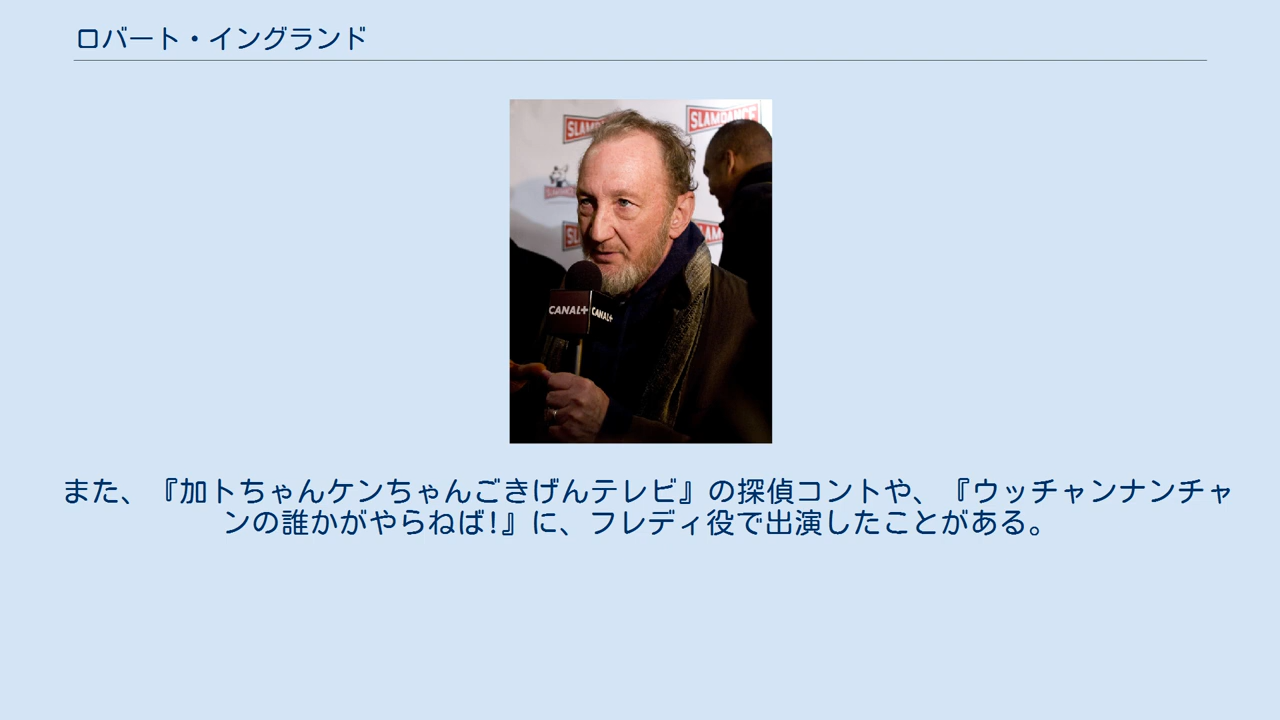 ロバート・イングランド
SLAMDANCE
CANAL+ CANAL+
また、『加トちゃんケンちゃんごきげんテレビ』の探偵コントや、『ウッチャンナンチャ
ンの誰かがやらねば!』に、フレディ役で出演したことがある。